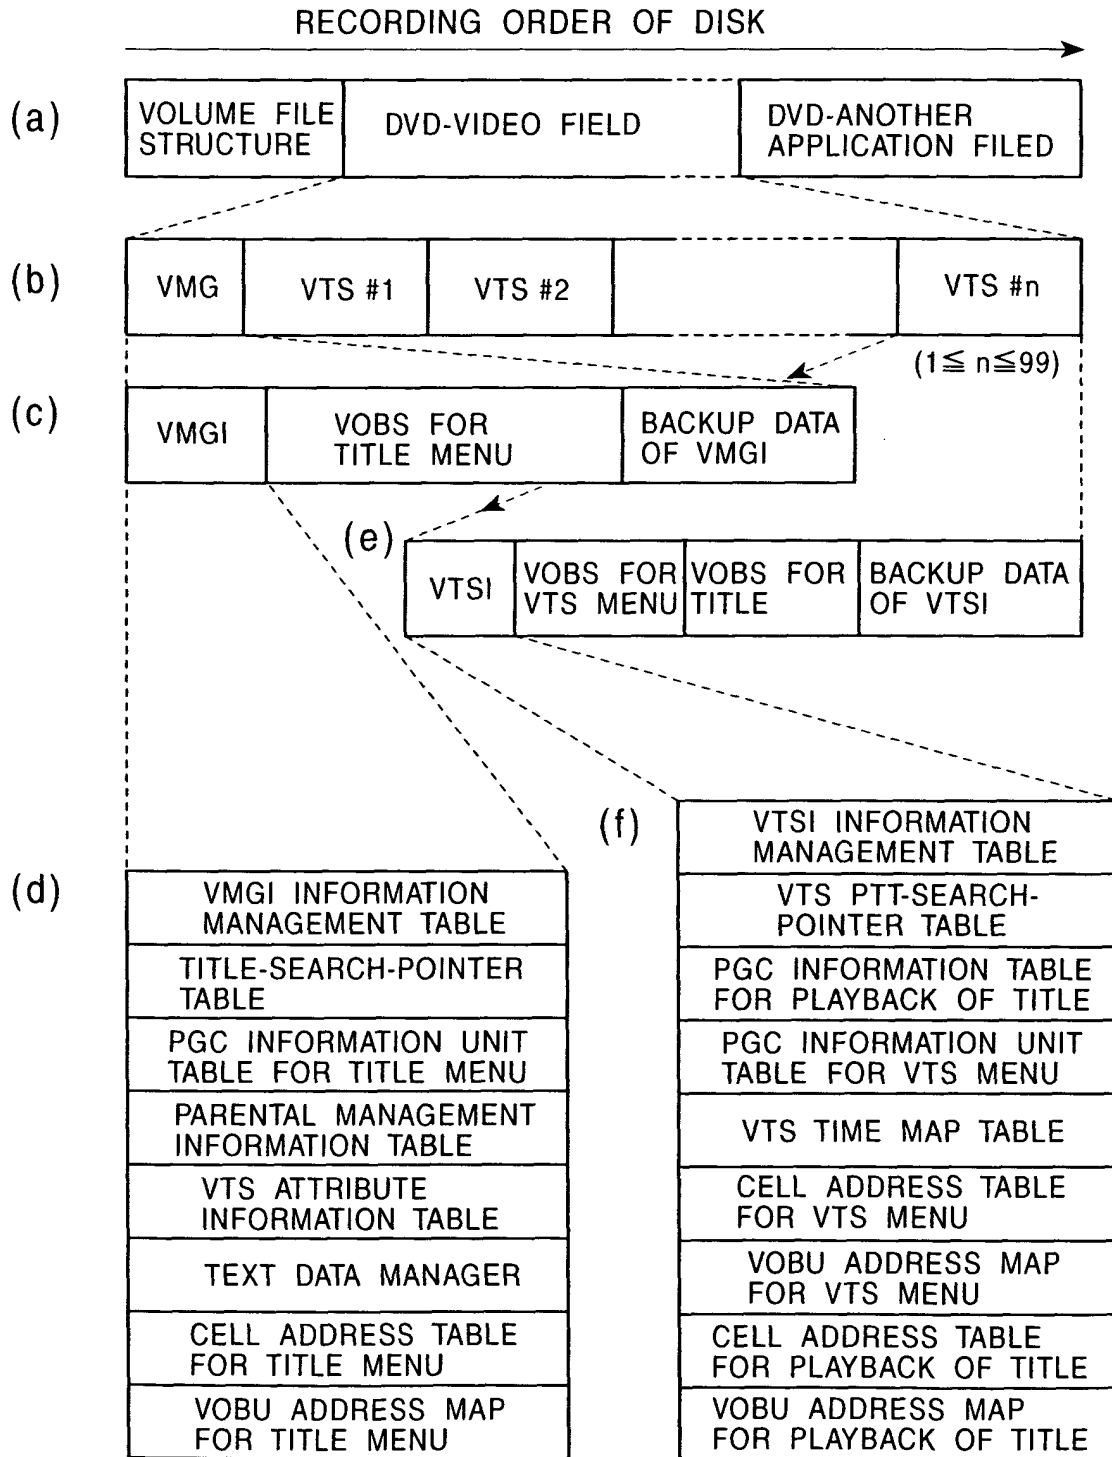 RECORDING ORDER OF DISK
(a)
VOLUME FILE
STRUCTURE
DVD-VIDEO FIELD
DVD-ANOTHER
APPLICATION FILED
(b)
VMG
VTS #1
VTS #2
VTS #n
(1≦ n≦99)
(c)
VMGI
VOBS FOR
TITLE MENU
BACKUP DATA
OF VMGI
(e)
VTSI
VOBS FOR
VTS MENU
VOBS FOR
TITLE
BACKUP DATA
OF VTSI
(d)
VMGI INFORMATION
MANAGEMENT TABLE
TITLE-SEARCH-POINTER
TABLE
PGC INFORMATION UNIT
TABLE FOR TITLE MENU
PARENTAL MANAGEMENT
INFORMATION TABLE
VTS ATTRIBUTE
INFORMATION TABLE
TEXT DATA MANAGER
CELL ADDRESS TABLE
FOR TITLE MENU
VOBU ADDRESS MAP
FOR TITLE MENU
(f)
VTSI INFORMATION
MANAGEMENT TABLE
VTS PTT-SEARCH-
POINTER TABLE
PGC INFORMATION TABLE
FOR PLAYBACK OF TITLE
PGC INFORMATION UNIT
TABLE FOR VTS MENU
VTS TIME MAP TABLE
CELL ADDRESS TABLE
FOR VTS MENU
VOBU ADDRESS MAP
FOR VTS MENU
CELL ADDRESS TABLE
FOR PLAYBACK OF TITLE
VOBU ADDRESS MAP
FOR PLAYBACK OF TITLE